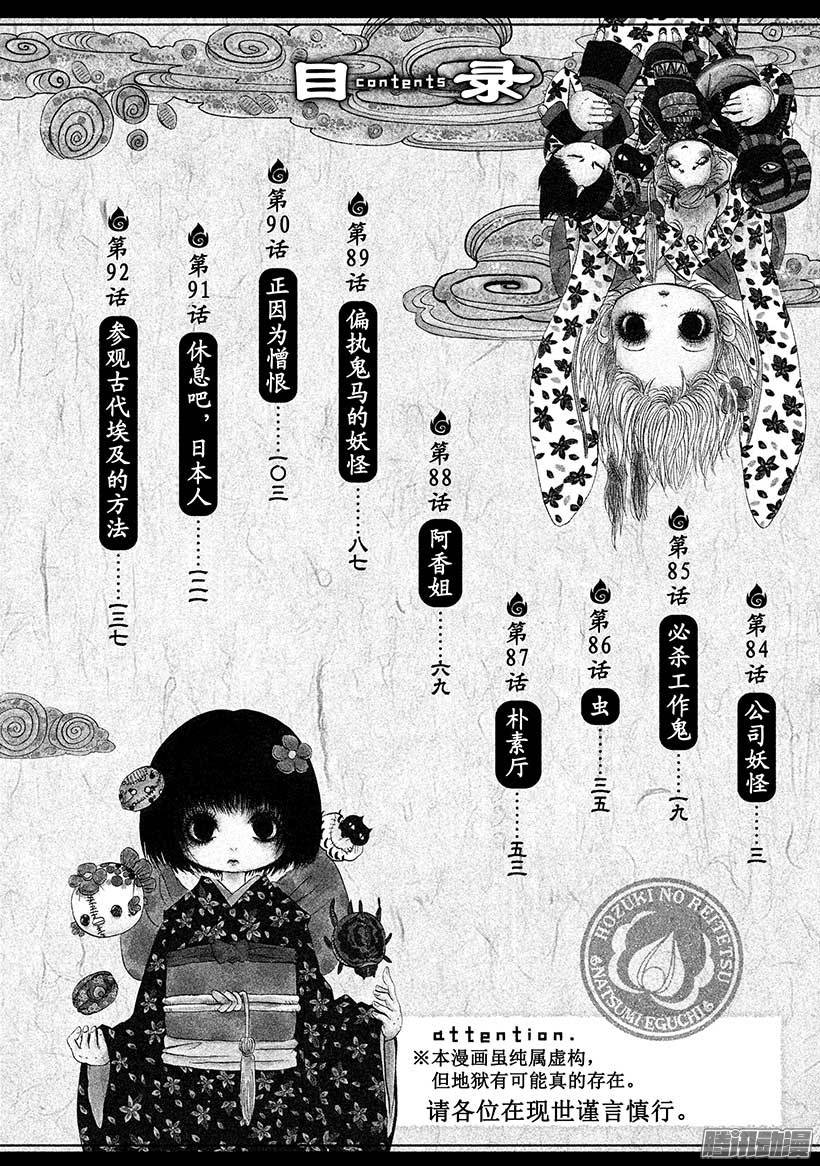 目录
contents
第84话 公司妖怪……三
第85话 必杀工作鬼……一九
第86话 虫……三五
第87话 朴素厅……五三
第88话 阿香姐……六九
第89话 偏执鬼马的妖怪……八七
第90话 正因为憎恨……一〇三
第91话 休息吧，日本人……一二一
第92话 参观古代埃及的方法……一三七
HOZUKI NO REITETSU
NATSUMI EGUCHI
attention.
※本漫画虽纯属虚构，
但地狱有可能真的存在。
请各位在现世谨言慎行。
腾讯动漫